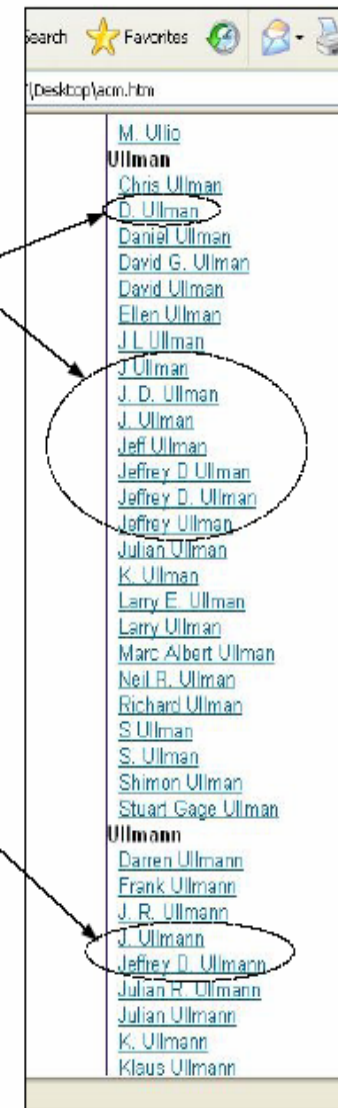 Search Favorites
\Desktop\acm.htm
M. Ullio
Ullman
Chris Ullman
D. Ullman
Daniel Ullman
David G. Ullman
David Ullman
Ellen Ullman
J L Ullman
J Ullman
J. D. Ullman
J. Ullman
Jeff Ullman
Jeffrey D Ullman
Jeffrey D. Ullman
Jeffrey Ullman
Julian Ullman
K. Ullman
Larry E. Ullman
Larry Ullman
Marc Albert Ullman
Neil R. Ullman
Richard Ullman
S Ullman
S. Ullman
Shimon Ullman
Stuart Gage Ullman
Ullmann
Darren Ullmann
Frank Ullmann
J. R. Ullmann
J. Ullmann
Jeffrey D. Ullmann
Julian R. Ullmann
Julian Ullmann
K. Ullmann
Klaus Ullmann